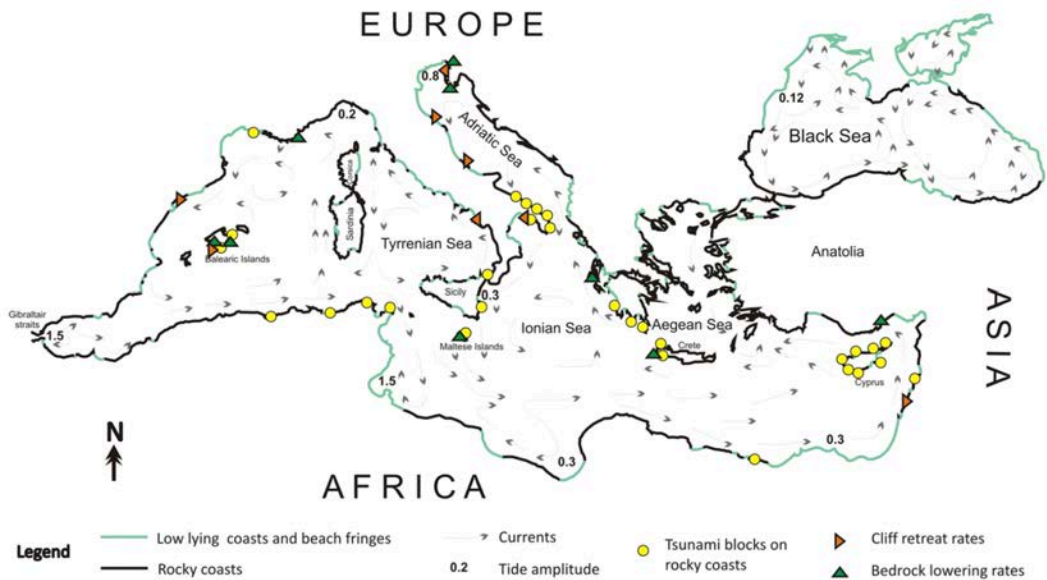 EUROPE
0.8
0.12
Black Sea
0.2
Adriatic Sea
Corsica
Sardinia
Tyrrenian Sea
Anatolia
Balearic Islands
Sicily
0.3
Gibraltair
straits
1.5
Ionian Sea
Aegean Sea
ASIA
Maltese Islands
Crete
Cyprus
1.5
N
0.3
0.3
AFRICA
Legend
Low lying coasts and beach fringes
Rocky coasts
Currents
0.2 Tide amplitude
Tsunami blocks on
rocky coasts
Cliff retreat rates
Bedrock lowering rates